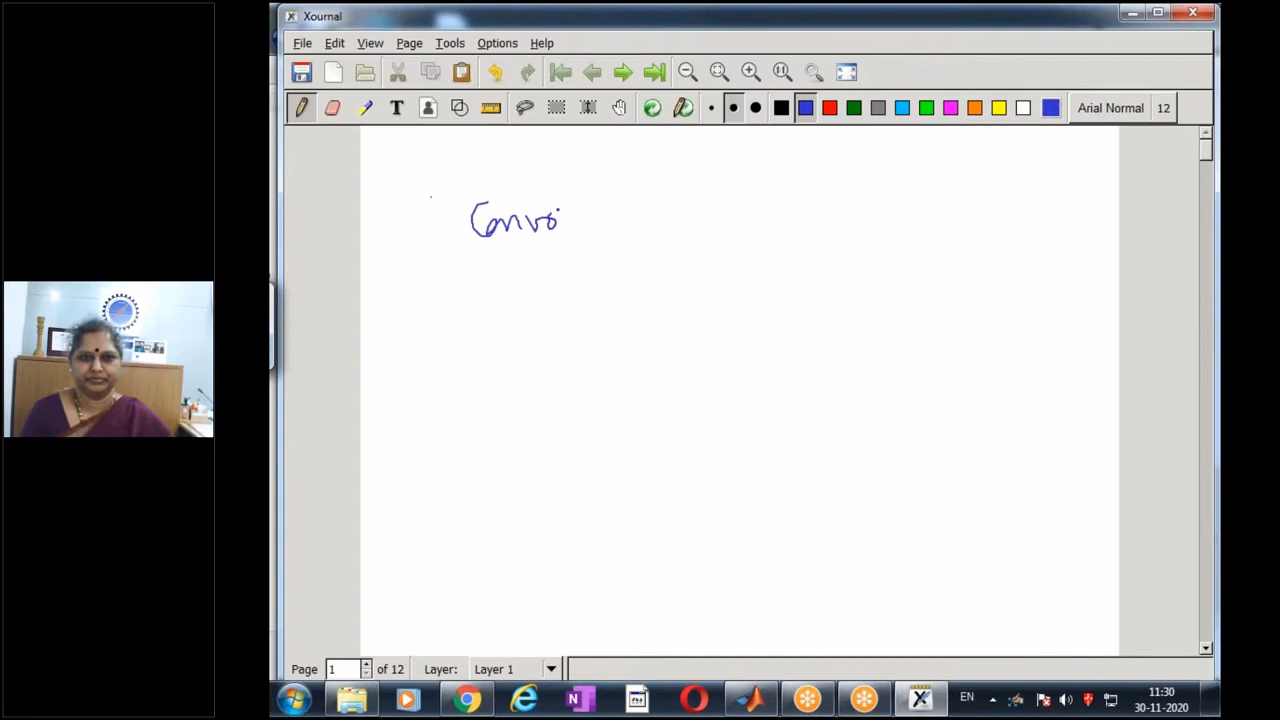 Xournal
File Edit View Page Tools Options Help
Arial Normal 12
Convo
Page 1 of 12 Layer: Layer 1
EN 11:30
30-11-2020